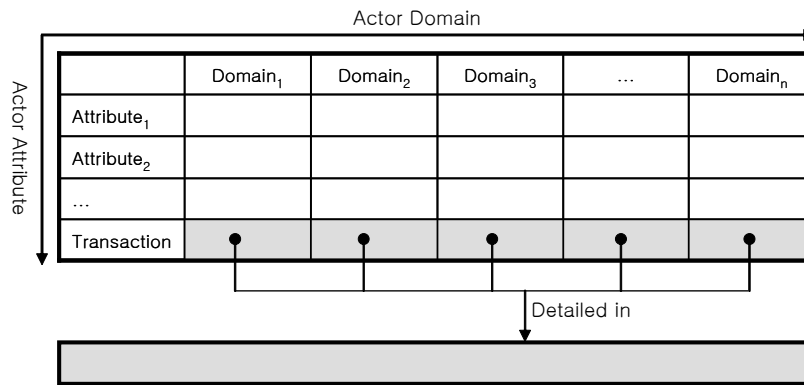 Actor Domain
Actor Attribute
Domain₁ Domain₂ Domain₃ ... Domainₙ
Attribute₁
Attribute₂
...
Transaction
Detailed in